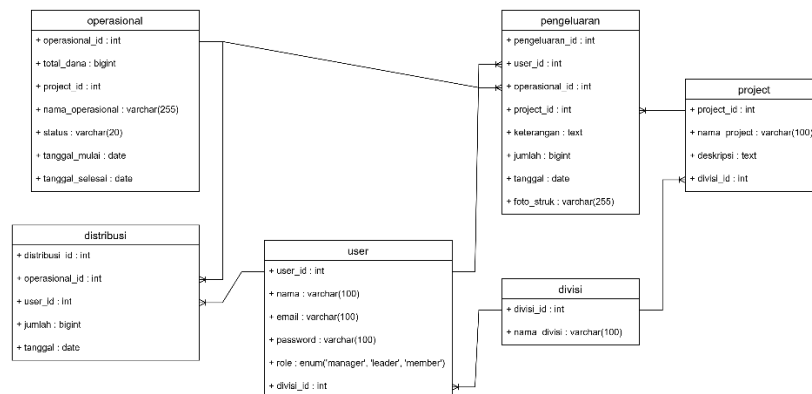 operasional
+ operasional_id : int
+ total_dana : bigint
+ project_id : int
+ nama_operasional : varchar(255)
+ status : varchar(20)
+ tanggal_mulai : date
+ tanggal_selesai : date
pengeluaran
+ pengeluaran_id : int
+ user_id : int
+ operasional_id : int
+ project_id : int
+ keterangan : text
+ jumlah : bigint
+ tanggal : date
+ foto_struk : varchar(255)
project
+ project_id : int
+ nama_project : varchar(100)
+ deskripsi : text
+ divisi_id : int
distribusi
+ distribusi_id : int
+ operasional_id : int
+ user_id : int
+ jumlah : bigint
+ tanggal : date
user
+ user_id : int
+ nama : varchar(100)
+ email : varchar(100)
+ password : varchar(100)
+ role : enum('manager', 'leader', 'member')
+ divisi_id : int
divisi
+ divisi_id : int
+ nama_divisi : varchar(100)